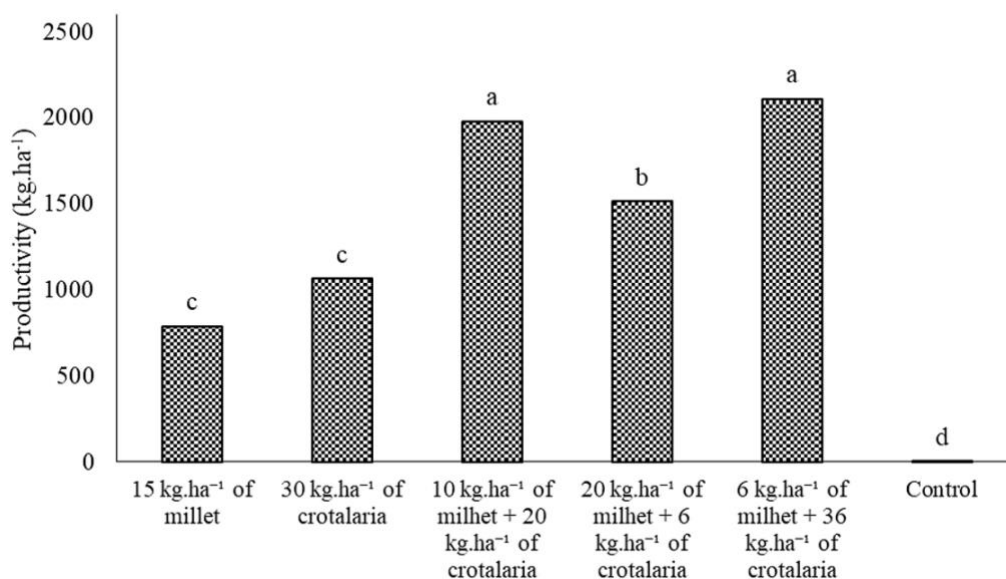 2500
2000
1500
1000
500
0
Productivity (kg.ha⁻¹)
c
c
a
b
a
d
15 kg.ha⁻¹ of
millet
30 kg.ha⁻¹ of
crotalaria
10 kg.ha⁻¹ of
milhet + 20
kg.ha⁻¹ of
crotalaria
20 kg.ha⁻¹ of
milhet + 6
kg.ha⁻¹ of
crotalaria
6 kg.ha⁻¹ of
milhet + 36
kg.ha⁻¹ of
crotalaria
Control